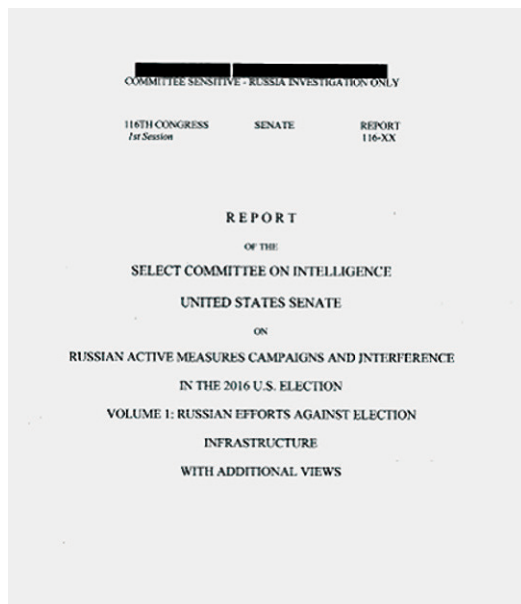 COMMITTEE SENSITIVE - RUSSIA INVESTIGATION ONLY
116TH CONGRESS SENATE REPORT
1st Session 116-XX
REPORT
OF THE
SELECT COMMITTEE ON INTELLIGENCE
UNITED STATES SENATE
ON
RUSSIAN ACTIVE MEASURES CAMPAIGNS AND INTERFERENCE
IN THE 2016 U.S. ELECTION
VOLUME 1: RUSSIAN EFFORTS AGAINST ELECTION
INFRASTRUCTURE
WITH ADDITIONAL VIEWS